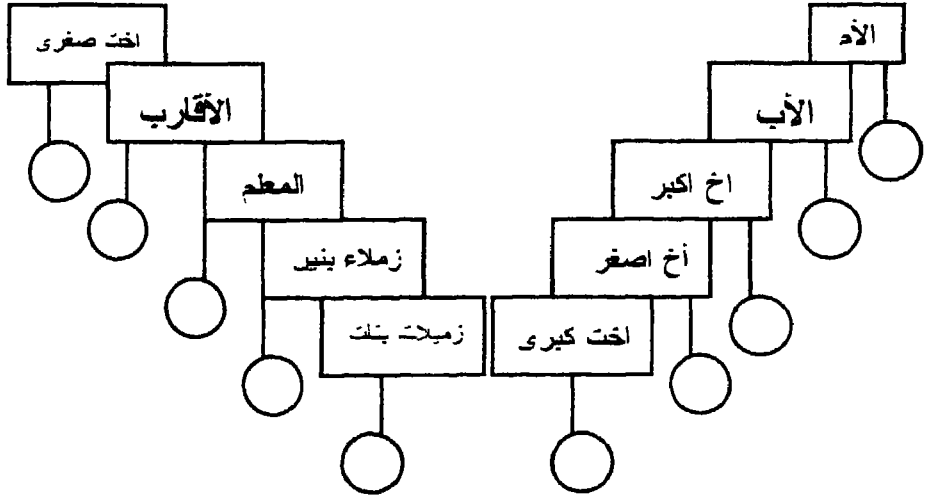 الأم
الأب
اخ اكبر
أخ اصغر
اخت كبرى
اخت صغرى
الأقارب
المعلم
زملاء بنين
زميلات بنات